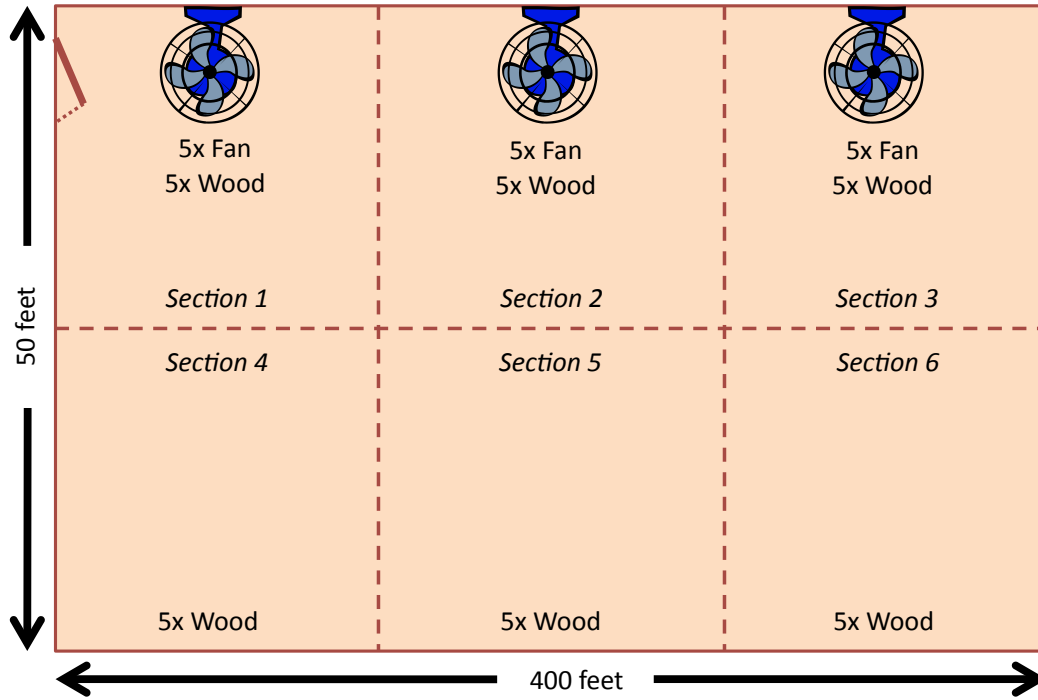 5x Fan
5x Wood
5x Fan
5x Wood
5x Fan
5x Wood
Section 1
Section 2
Section 3
50 feet
Section 4
Section 5
Section 6
5x Wood
5x Wood
5x Wood
400 feet